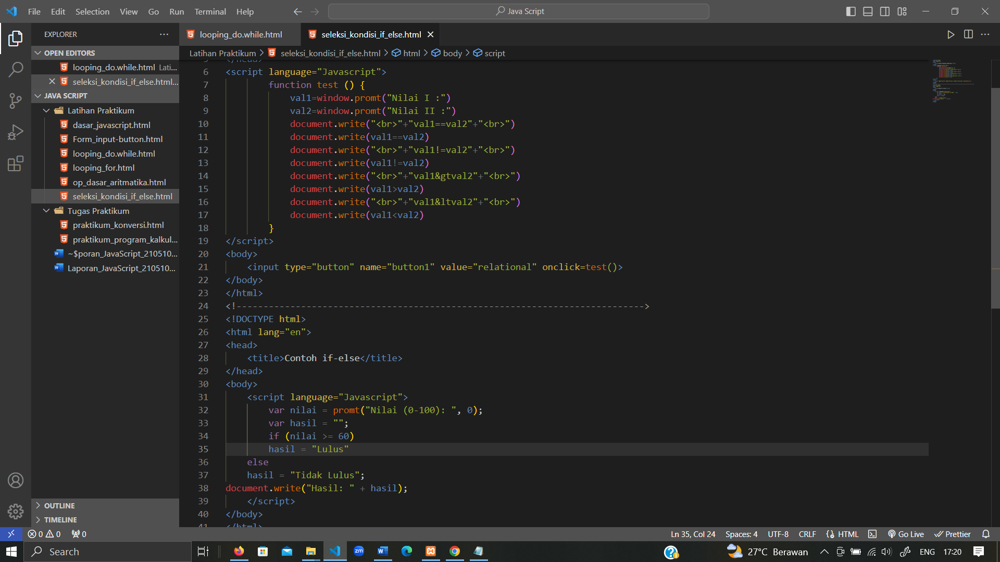 File Edit Selection View Go Run Terminal Help
Java Script
EXPLORER
looping_do.while.html
seleksi_kondisi_if_else.html
OPEN EDITORS
looping_do.while.html Lati...
seleksi_kondisi_if_else.html...
JAVA SCRIPT
Latihan Praktikum
dasar_javascript.html
Form_input-button.html
looping_do.while.html
looping_for.html
op_dasar_aritmatika.html
seleksi_kondisi_if_else.html
Tugas Praktikum
praktikum_konversi.html
praktikum_program_kalkul...
~$poran_JavaScript_210510...
Laporan_JavaScript_210510...
OUTLINE
TIMELINE
Latihan Praktikum > seleksi_kondisi_if_else.html > html > body > script
5 </head>
6 <script language="Javascript">
7 function test () {
8 val1=window.promt("Nilai I :")
9 val2=window.promt("Nilai II :")
10 document.write("<br>"+"val1==val2"+"<br>")
11 document.write(val1==val2)
12 document.write("<br>"+"val1!=val2"+"<br>")
13 document.write(val1!=val2)
14 document.write("<br>"+"val1&gtval2"+"<br>")
15 document.write(val1>val2)
16 document.write("<br>"+"val1&ltval2"+"<br>")
17 document.write(val1<val2)
18 }
19 </script>
20 <body>
21 <input type="button" name="button1" value="relational" onclick=test()>
22 </body>
23 </html>
24 <!---------------------------------------------------------------------------->
25 <!DOCTYPE html>
26 <html lang="en">
27 <head>
28 <title>Contoh if-else</title>
29 </head>
30 <body>
31 <script language="Javascript">
32 var nilai = promt("Nilai (0-100): ", 0);
33 var hasil = "";
34 if (nilai >= 60)
35 hasil = "Lulus"
36 else
37 hasil = "Tidak Lulus";
38 document.write("Hasil: " + hasil);
39 </script>
40 </body>
41 </html>
0 0 0
Ln 35, Col 24 Spaces: 4 UTF-8 CRLF HTML Go Live Prettier
Search
27°C Berawan ENG 17:20